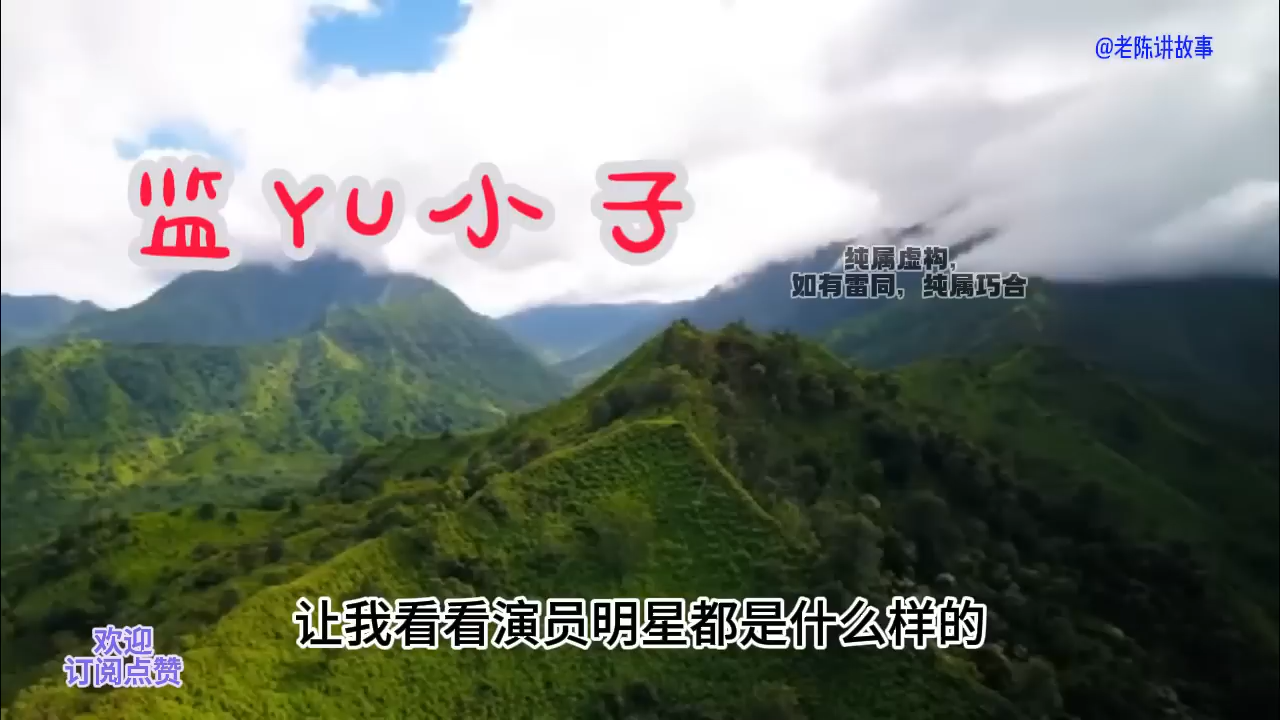 @老陈讲故事
监YU小子
纯属虚构,
如有雷同,纯属巧合
让我看看演员明星都是什么样的
欢迎
订阅点赞